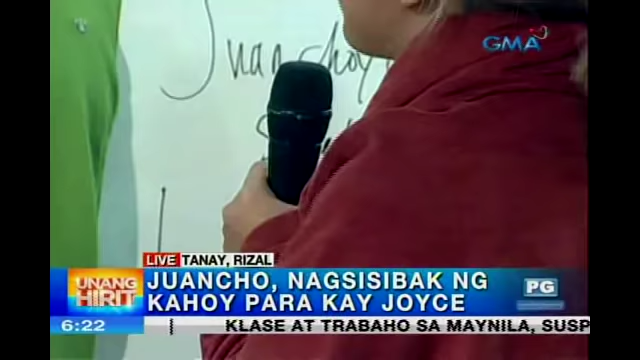 GMA
Juanchoy
LIVE TANAY, RIZAL
UNANG HIRIT
JUANCHO, NAGSISIBAK NG
KAHOY PARA KAY JOYCE
PG
6:22 KLASE AT TRABAHO SA MAYNILA, SUSP